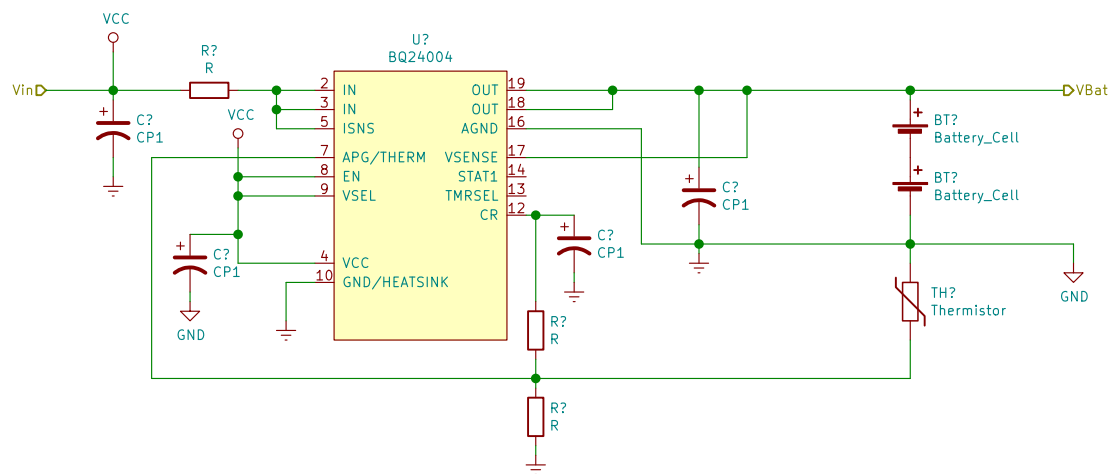 VCC
U?
BQ24004
R?
R
Vin
C?
CP1
VCC
2 IN
3 IN
5 ISNS
7 APG/THERM
8 EN
9 VSEL
4 VCC
10 GND/HEATSINK
OUT 19
OUT 18
AGND 16
VSENSE 17
STAT1 14
TMRSEL 13
CR 12
VBat
BT?
Battery_Cell
BT?
Battery_Cell
C?
CP1
C?
CP1
C?
CP1
GND
GND
TH?
Thermistor
R?
R
R?
R